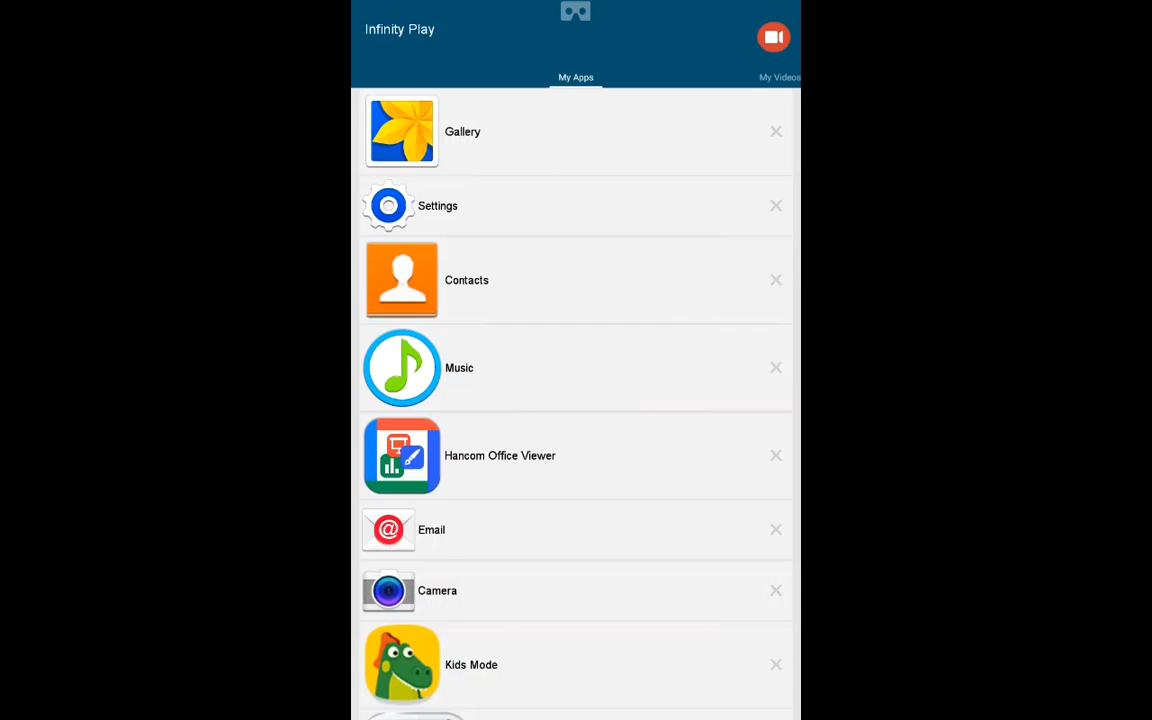 Infinity Play
My Apps
My Videos
Gallery
Settings
Contacts
Music
Hancom Office Viewer
@
Email
Camera
Kids Mode